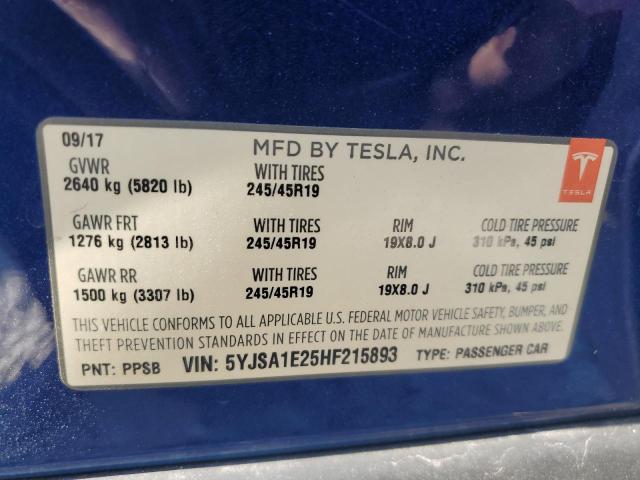 09/17 MFD BY TESLA, INC.
TESLA
GVWR WITH TIRES
2640 kg (5820 lb) 245/45R19
GAWR FRT WITH TIRES RIM COLD TIRE PRESSURE
1276 kg (2813 lb) 245/45R19 19X8.0 J 310 kPa, 45 psi
GAWR RR WITH TIRES RIM COLD TIRE PRESSURE
1500 kg (3307 lb) 245/45R19 19X8.0 J 310 kPa, 45 psi
THIS VEHICLE CONFORMS TO ALL APPLICABLE U.S. FEDERAL MOTOR VEHICLE SAFETY, BUMPER, AND
THEFT PREVENTION STANDARDS IN EFFECT ON THE DATE OF MANUFACTURE SHOWN ABOVE.
PNT: PPSB VIN: 5YJSA1E25HF215893 TYPE: PASSENGER CAR